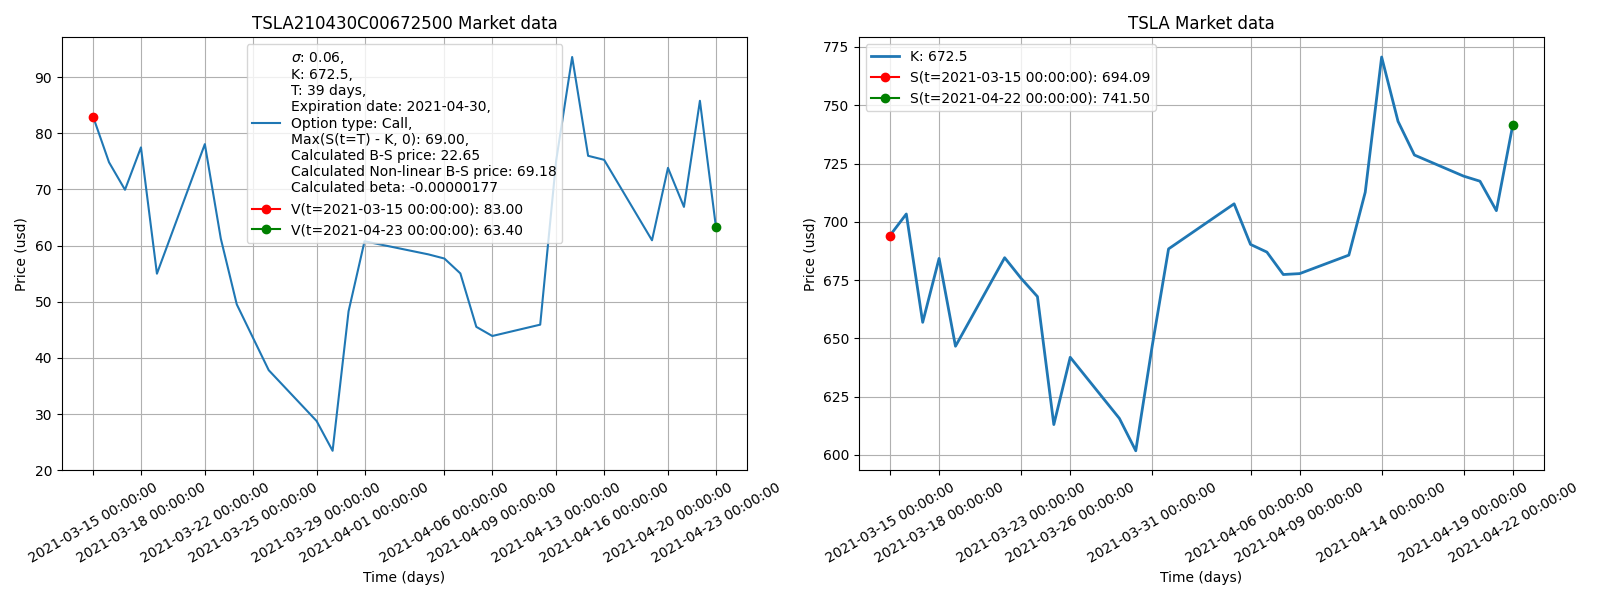 TSLA210430C00672500 Market data
σ: 0.06,
K: 672.5,
T: 39 days,
Expiration date: 2021-04-30,
Option type: Call,
Max(S(t=T) - K, 0): 69.00,
Calculated B-S price: 22.65
Calculated Non-linear B-S price: 69.18
Calculated beta: -0.00000177
V(t=2021-03-15 00:00:00): 83.00
V(t=2021-04-23 00:00:00): 63.40
Price (usd)
90
80
70
60
50
40
30
20
2021-03-15 00:00:00
2021-03-18 00:00:00
2021-03-22 00:00:00
2021-03-25 00:00:00
2021-03-29 00:00:00
2021-04-01 00:00:00
2021-04-06 00:00:00
2021-04-09 00:00:00
2021-04-13 00:00:00
2021-04-16 00:00:00
2021-04-20 00:00:00
2021-04-23 00:00:00
Time (days)
TSLA Market data
K: 672.5
S(t=2021-03-15 00:00:00): 694.09
S(t=2021-04-22 00:00:00): 741.50
Price (usd)
775
750
725
700
675
650
625
600
2021-03-15 00:00:00
2021-03-18 00:00:00
2021-03-23 00:00:00
2021-03-26 00:00:00
2021-03-31 00:00:00
2021-04-06 00:00:00
2021-04-09 00:00:00
2021-04-14 00:00:00
2021-04-19 00:00:00
2021-04-22 00:00:00
Time (days)